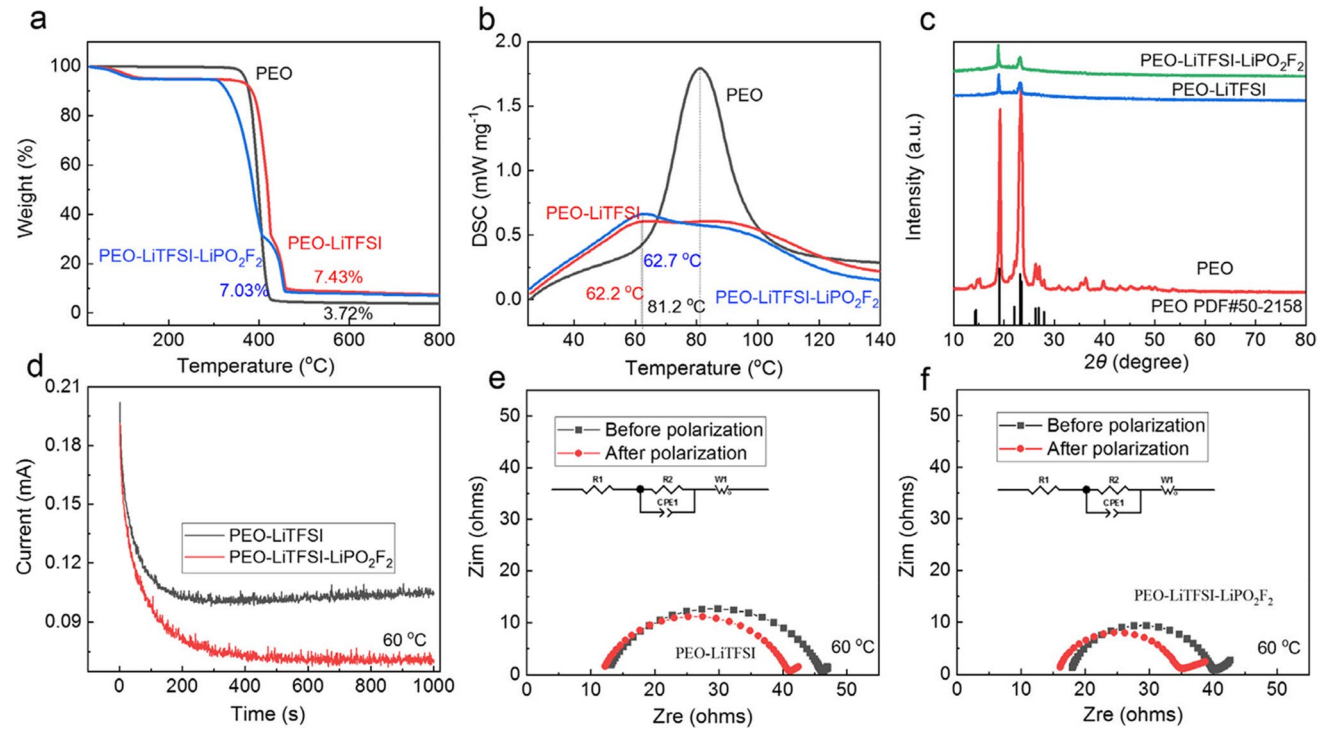 a
100
80
60
40
20
0
Weight (%)
PEO
PEO-LiTFSI-LiPO₂F₂
PEO-LiTFSI
7.43%
7.03%
3.72%
0
200
400
600
800
Temperature (°C)
b
2.0
1.5
1.0
0.5
0.0
DSC (mW mg⁻¹)
PEO
PEO-LiTFSI
62.7 °C
62.2 °C
81.2 °C
PEO-LiTFSI-LiPO₂F₂
40
60
80
100
120
140
Temperature (°C)
c
Intensity (a.u.)
PEO-LiTFSI-LiPO₂F₂
PEO-LiTFSI
PEO
PEO PDF#50-2158
10
20
30
40
50
60
70
80
2θ (degree)
d
0.21
0.18
0.15
0.12
0.09
Current (mA)
PEO-LiTFSI
PEO-LiTFSI-LiPO₂F₂
60 °C
0
200
400
600
800
1000
Time (s)
e
50
40
30
20
10
0
Zim (ohms)
Before polarization
After polarization
R1
R2
W1
CPE1
s
PEO-LiTFSI
60 °C
0
10
20
30
40
50
Zre (ohms)
f
50
40
30
20
10
0
Zim (ohms)
Before polarization
After polarization
R1
R2
W1
CPE1
s
PEO-LiTFSI-LiPO₂F₂
60 °C
0
10
20
30
40
50
Zre (ohms)